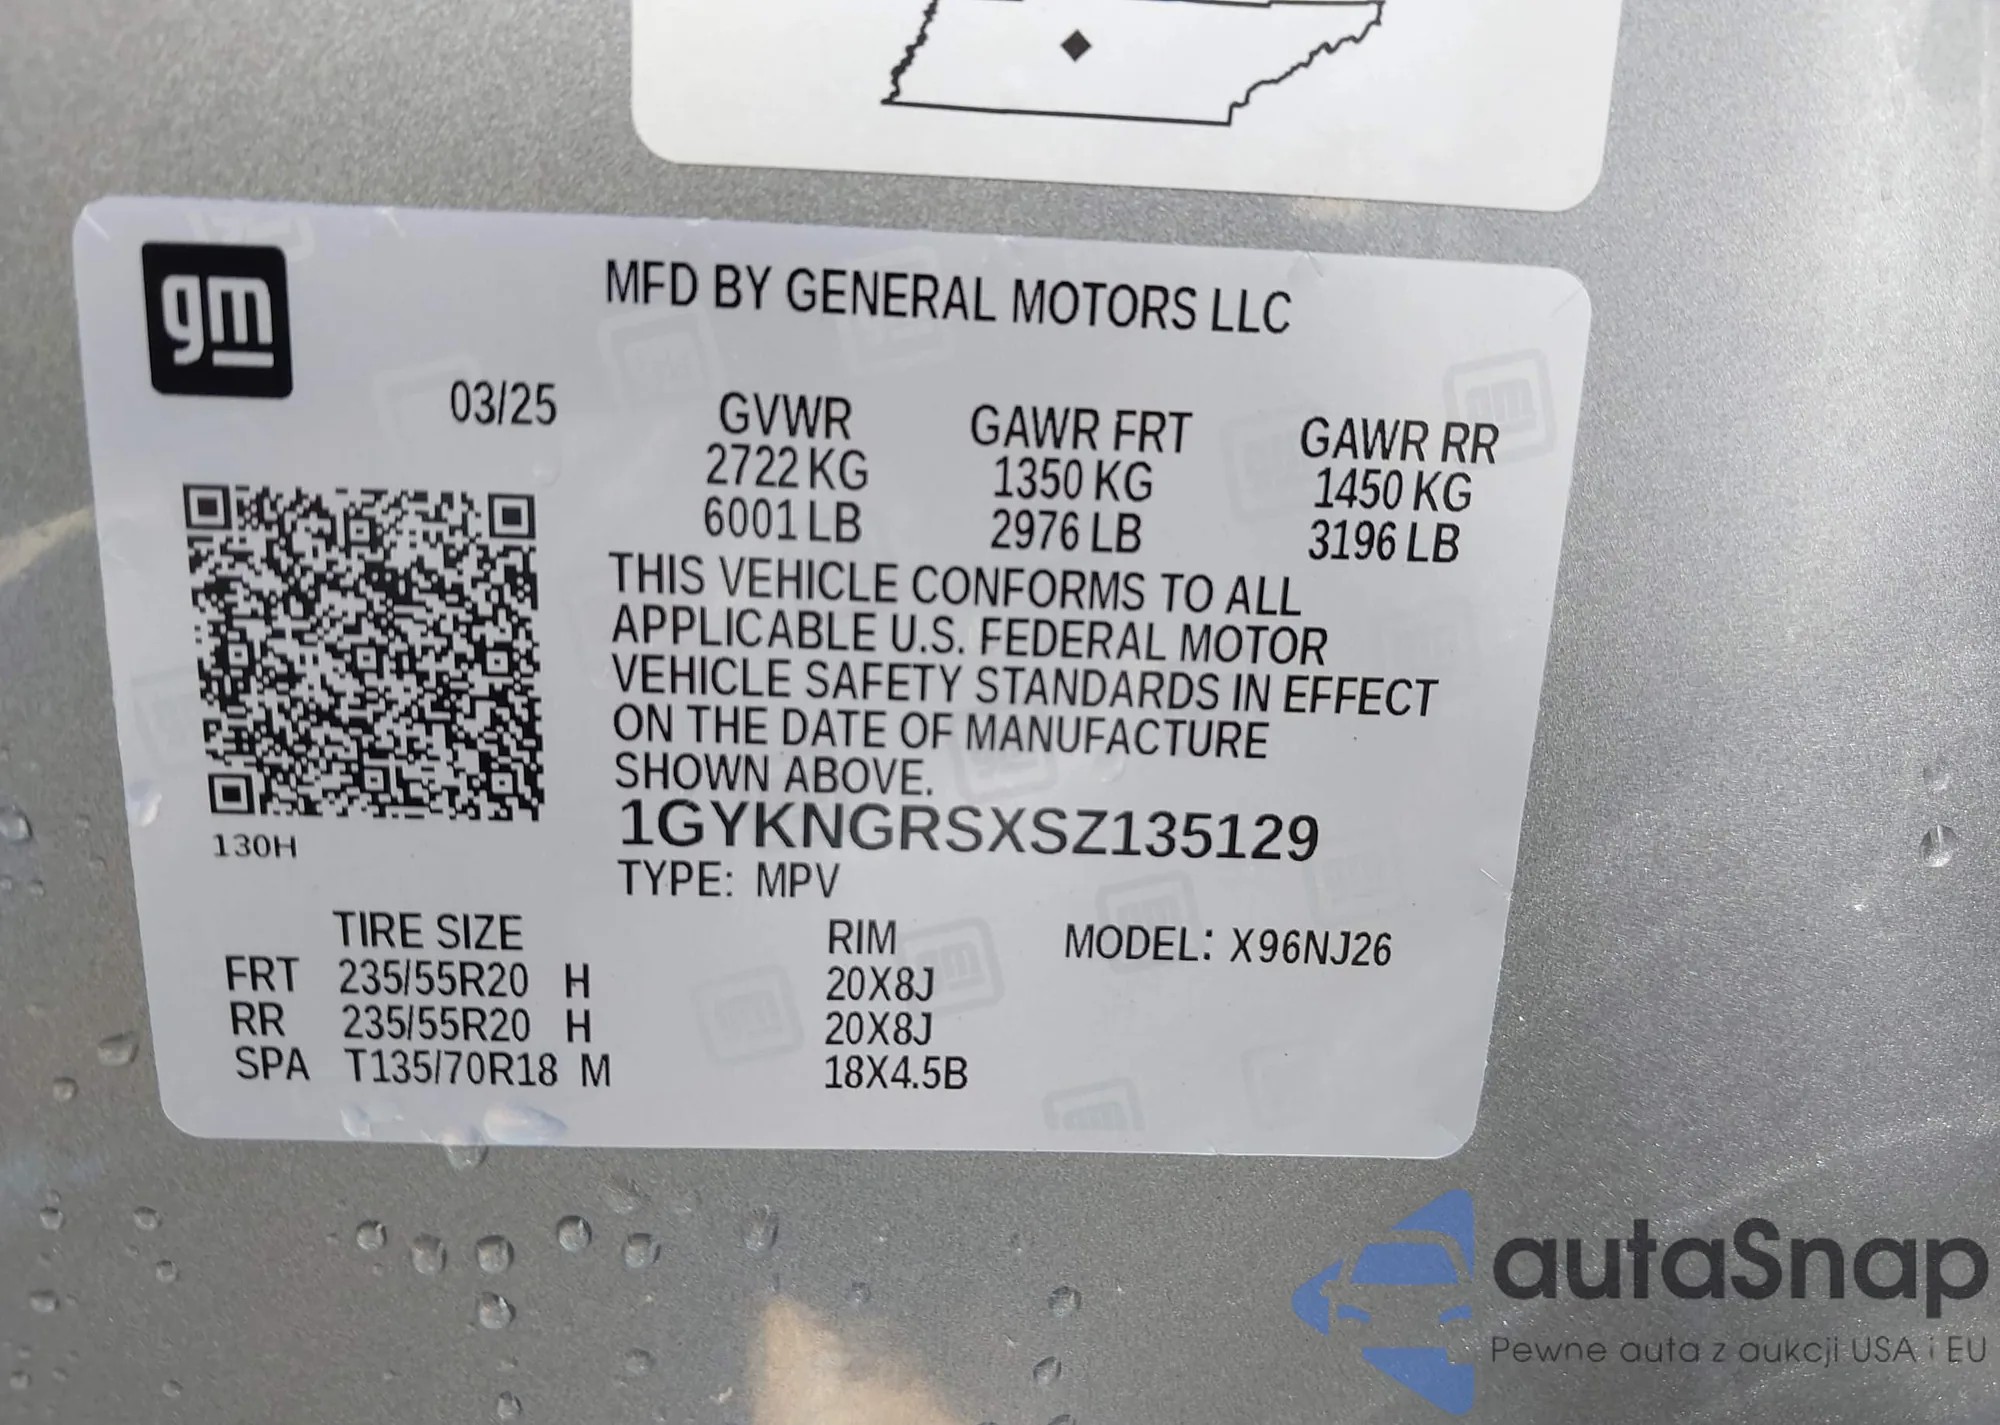 gm
MFD BY GENERAL MOTORS LLC
03/25
GVWR GAWR FRT GAWR RR
2722 KG 1350 KG 1450 KG
6001 LB 2976 LB 3196 LB
THIS VEHICLE CONFORMS TO ALL
APPLICABLE U.S. FEDERAL MOTOR
VEHICLE SAFETY STANDARDS IN EFFECT
ON THE DATE OF MANUFACTURE
SHOWN ABOVE.
1GYKNGRSXSZ135129
130H
TYPE: MPV
TIRE SIZE RIM MODEL: X96NJ26
FRT 235/55R20 H 20X8J
RR 235/55R20 H 20X8J
SPA T135/70R18 M 18X4.5B
autaSnap
Pewne auta z aukcji USA i EU